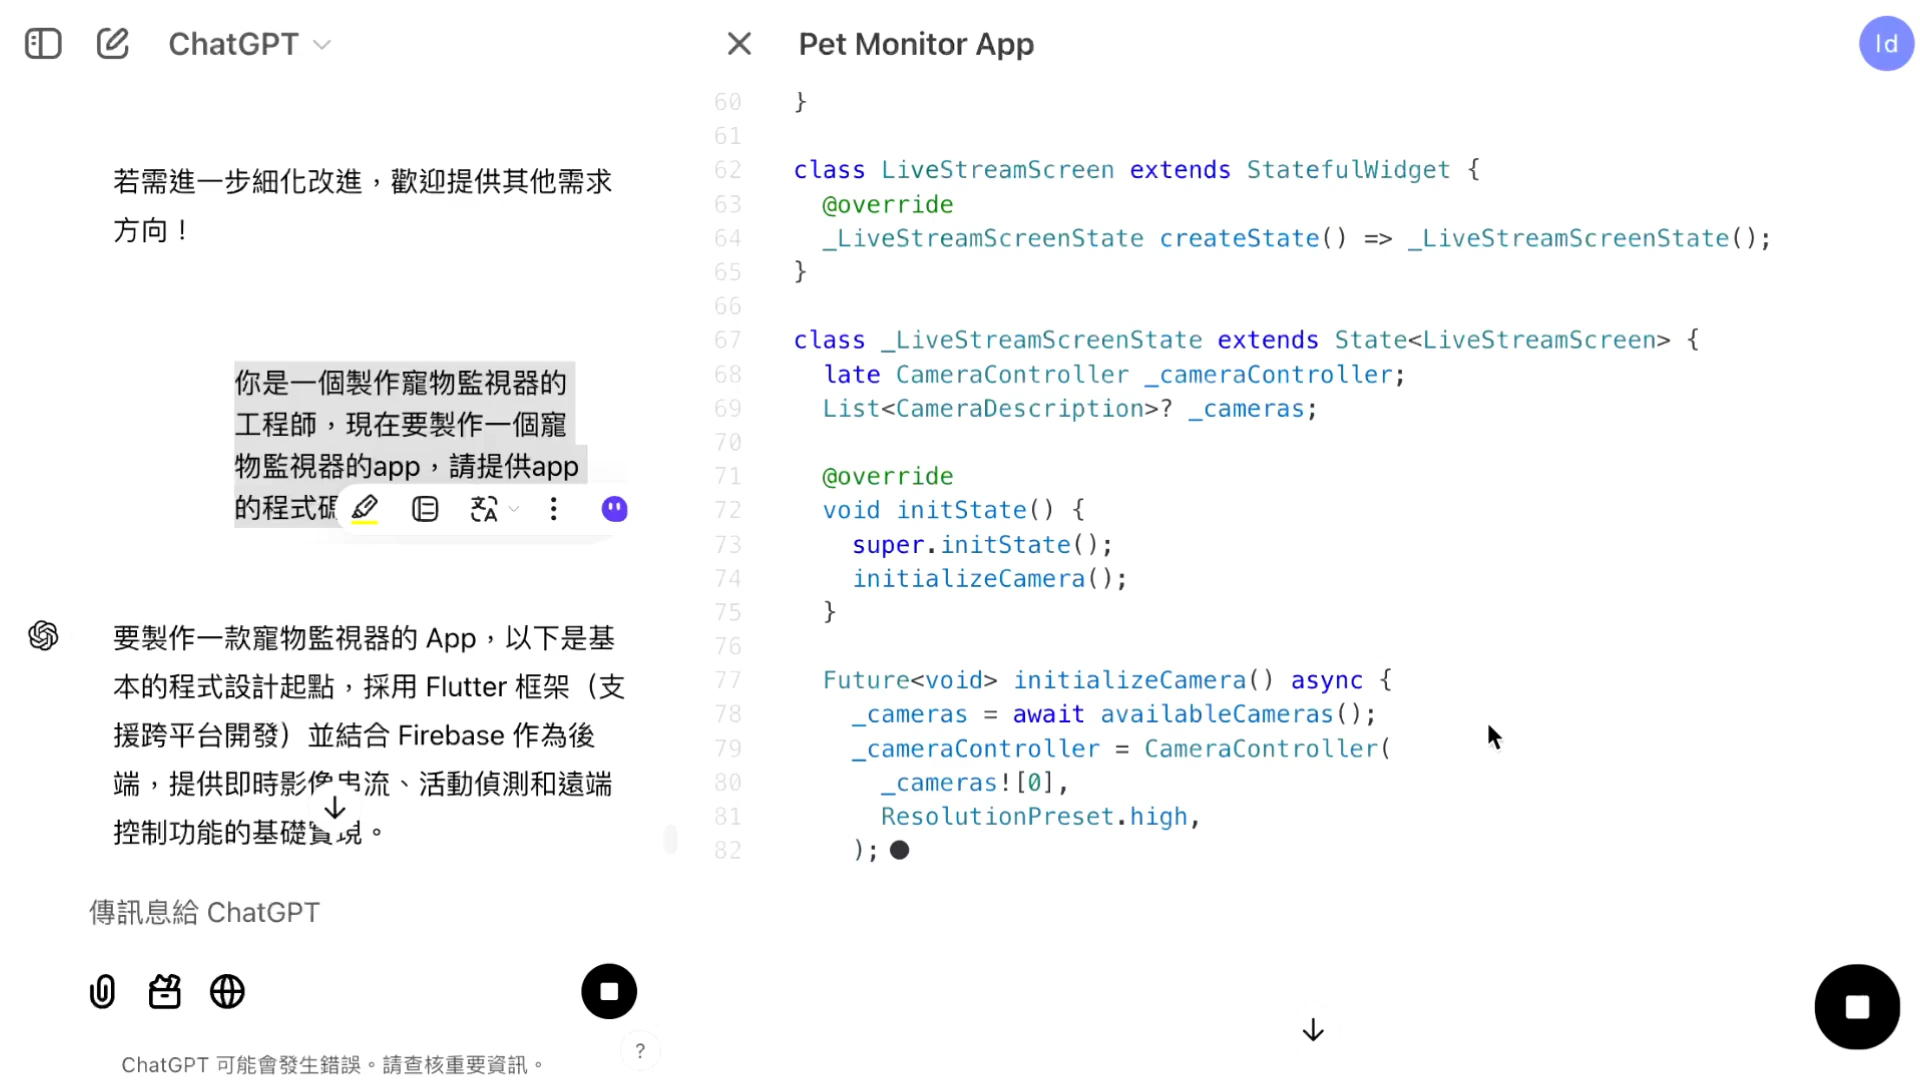 ChatGPT
Pet Monitor App
Id
若需進一步細化改進，歡迎提供其他需求
方向！
你是一個製作寵物監視器的
工程師，現在要製作一個寵
物監視器的app，請提供app
的程式碼
要製作一款寵物監視器的 App，以下是基
本的程式設計起點，採用 Flutter 框架（支
援跨平台開發）並結合 Firebase 作為後
端，提供即時影像串流、活動偵測和遠端
控制功能的基礎實現。
傳訊息給 ChatGPT
ChatGPT 可能會發生錯誤。請查核重要資訊。
?
60 }
61
62 class LiveStreamScreen extends StatefulWidget {
63 @override
64 _LiveStreamScreenState createState() => _LiveStreamScreenState();
65 }
66
67 class _LiveStreamScreenState extends State<LiveStreamScreen> {
68 late CameraController _cameraController;
69 List<CameraDescription>? _cameras;
70
71 @override
72 void initState() {
73 super.initState();
74 initializeCamera();
75 }
76
77 Future<void> initializeCamera() async {
78 _cameras = await availableCameras();
79 _cameraController = CameraController(
80 _cameras![0],
81 ResolutionPreset.high,
82 );